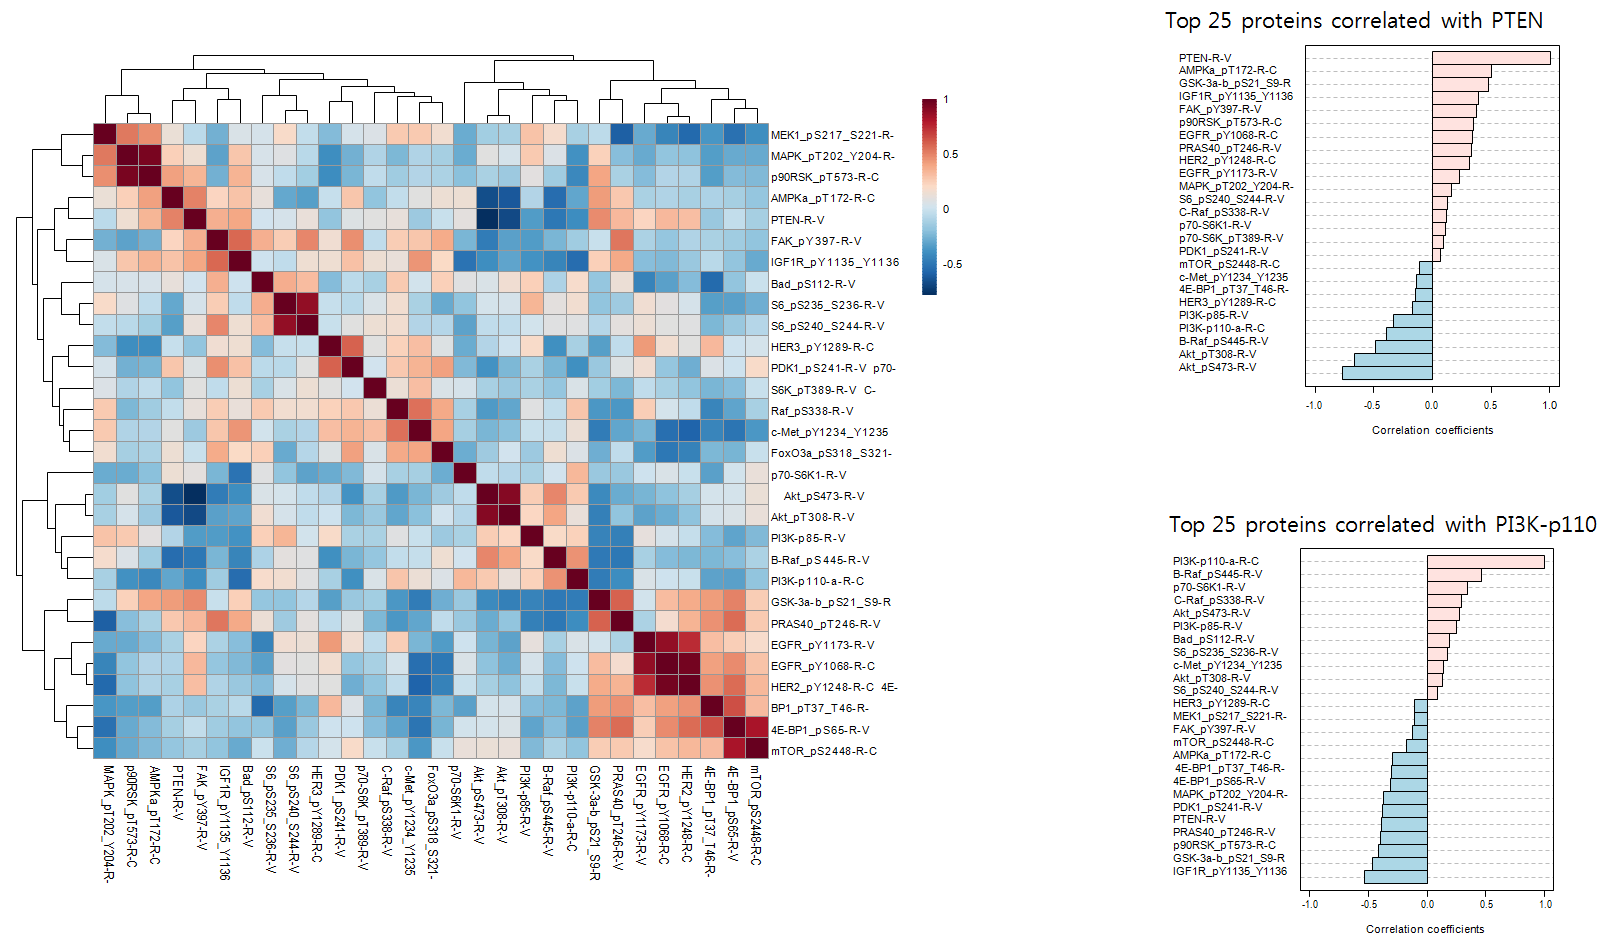 Top 25 proteins correlated with PTEN
PTEN-R-V
AMPKa_pT172-R-C
GSK-3a-b_pS21_S9-R
IGF1R_pY1135_Y1136
FAK_pY397-R-V
p90RSK_pT573-R-C
EGFR_pY1068-R-C
PRAS40_pT246-R-V
HER2_pY1248-R-C
EGFR_pY1173-R-V
MAPK_pT202_Y204-R-
S6_pS240_S244-R-V
C-Raf_pS338-R-V
p70-S6K1-R-V
p70-S6K_pT389-R-V
PDK1_pS241-R-V
mTOR_pS2448-R-C
c-Met_pY1234_Y1235
4E-BP1_pT37_T46-R-
HER3_pY1289-R-C
PI3K-p85-R-V
PI3K-p110-a-R-C
B-Raf_pS445-R-V
Akt_pT308-R-V
Akt_pS473-R-V
-1.0 -0.5 0.0 0.5 1.0
Correlation coefficients
1
0.5
0
-0.5
MEK1_pS217_S221-R-
MAPK_pT202_Y204-R-
p90RSK_pT573-R-C
AMPKa_pT172-R-C
PTEN-R-V
FAK_pY397-R-V
IGF1R_pY1135_Y1136
Bad_pS112-R-V
S6_pS235_S236-R-V
S6_pS240_S244-R-V
HER3_pY1289-R-C
PDK1_pS241-R-V p70-
S6K_pT389-R-V C-
Raf_pS338-R-V
c-Met_pY1234_Y1235
FoxO3a_pS318_S321-
p70-S6K1-R-V
Akt_pS473-R-V
Akt_pT308-R-V
PI3K-p85-R-V
B-Raf_pS445-R-V
PI3K-p110-a-R-C
GSK-3a-b_pS21_S9-R
PRAS40_pT246-R-V
EGFR_pY1173-R-V
EGFR_pY1068-R-C
HER2_pY1248-R-C 4E-
BP1_pT37_T46-R-
4E-BP1_pS65-R-V
mTOR_pS2448-R-C
MAPK_pT202_Y204-R-
p90RSK_pT573-R-C
AMPKa_pT172-R-C
PTEN-R-V
FAK_pY397-R-V
IGF1R_pY1135_Y1136
Bad_pS112-R-V
S6_pS235_S236-R-V
S6_pS240_S244-R-V
HER3_pY1289-R-C
PDK1_pS241-R-V
p70-S6K_pT389-R-V
C-Raf_pS338-R-V
c-Met_pY1234_Y1235
FoxO3a_pS318_S321-
p70-S6K1-R-V
Akt_pS473-R-V
Akt_pT308-R-V
PI3K-p85-R-V
B-Raf_pS445-R-V
PI3K-p110-a-R-C
GSK-3a-b_pS21_S9-R
PRAS40_pT246-R-V
EGFR_pY1173-R-V
EGFR_pY1068-R-C
HER2_pY1248-R-C
4E-BP1_pT37_T46-R-
4E-BP1_pS65-R-V
mTOR_pS2448-R-C
Top 25 proteins correlated with PI3K-p110
PI3K-p110-a-R-C
B-Raf_pS445-R-V
p70-S6K1-R-V
C-Raf_pS338-R-V
Akt_pS473-R-V
PI3K-p85-R-V
Bad_pS112-R-V
S6_pS235_S236-R-V
c-Met_pY1234_Y1235
Akt_pT308-R-V
S6_pS240_S244-R-V
HER3_pY1289-R-C
MEK1_pS217_S221-R-
FAK_pY397-R-V
mTOR_pS2448-R-C
AMPKa_pT172-R-C
4E-BP1_pT37_T46-R-
4E-BP1_pS65-R-V
MAPK_pT202_Y204-R-
PDK1_pS241-R-V
PTEN-R-V
PRAS40_pT246-R-V
p90RSK_pT573-R-C
GSK-3a-b_pS21_S9-R
IGF1R_pY1135_Y1136
-1.0 -0.5 0.0 0.5 1.0
Correlation coefficients